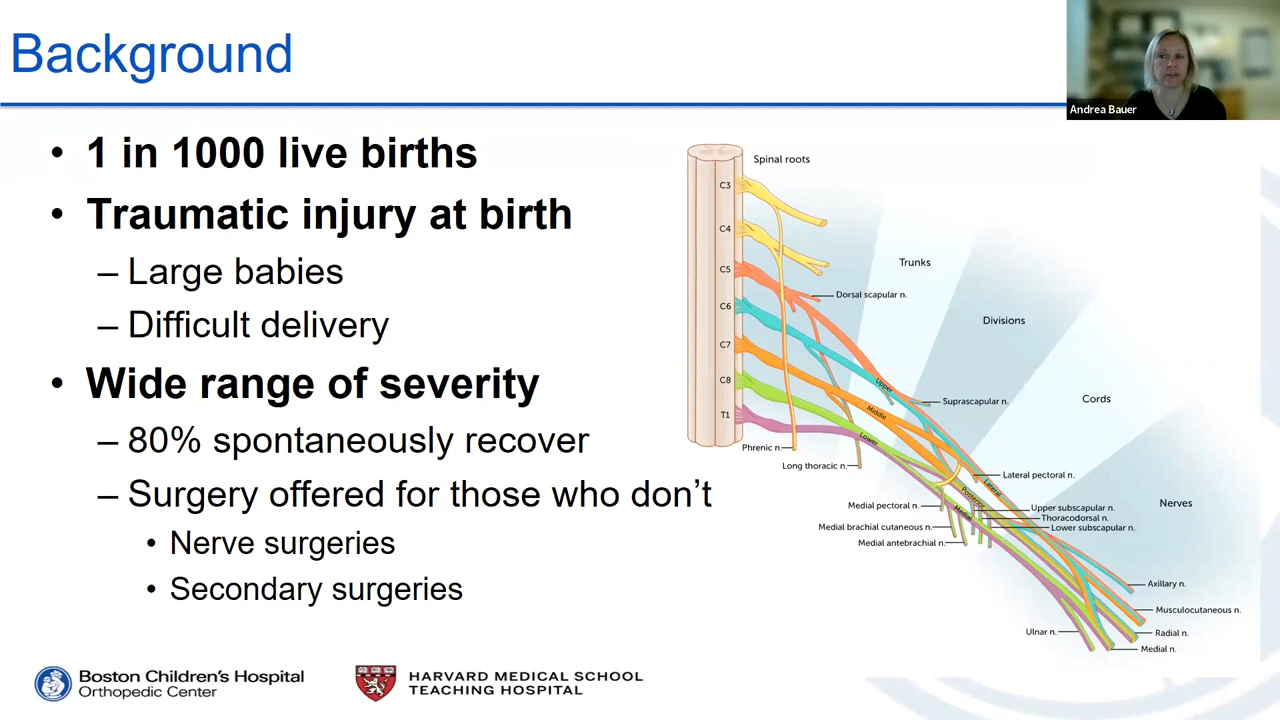 Background
Andrea Bauer
• 1 in 1000 live births
• Traumatic injury at birth
– Large babies
– Difficult delivery
• Wide range of severity
– 80% spontaneously recover
– Surgery offered for those who don't
• Nerve surgeries
• Secondary surgeries
Spinal roots
C3
C4
C5
C6
C7
C8
T1
Trunks
Dorsal scapular n.
Divisions
Upper
Suprascapular n.
Cords
Middle
Lower
Phrenic n.
Long thoracic n.
Lateral pectoral n.
Lateral
Posterior
Medial
Medial pectoral n.
Upper subscapular n.
Nerves
Thoracodorsal n.
Medial brachial cutaneous n.
Lower subscapular n.
Medial antebrachial n.
Axillary n.
Musculocutaneous n.
Ulnar n.
Radial n.
Medial n.
Boston Children's Hospital
Orthopedic Center
HARVARD MEDICAL SCHOOL
TEACHING HOSPITAL